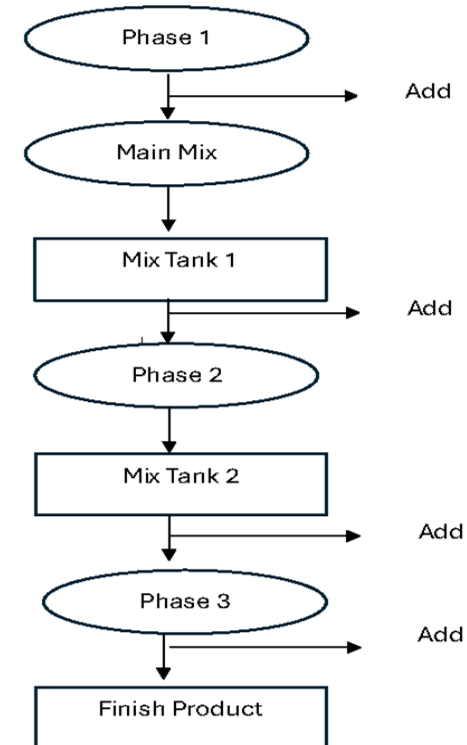 Phase 1
Add
Main Mix
Mix Tank 1
Add
Phase 2
Mix Tank 2
Add
Phase 3
Add
Finish Product